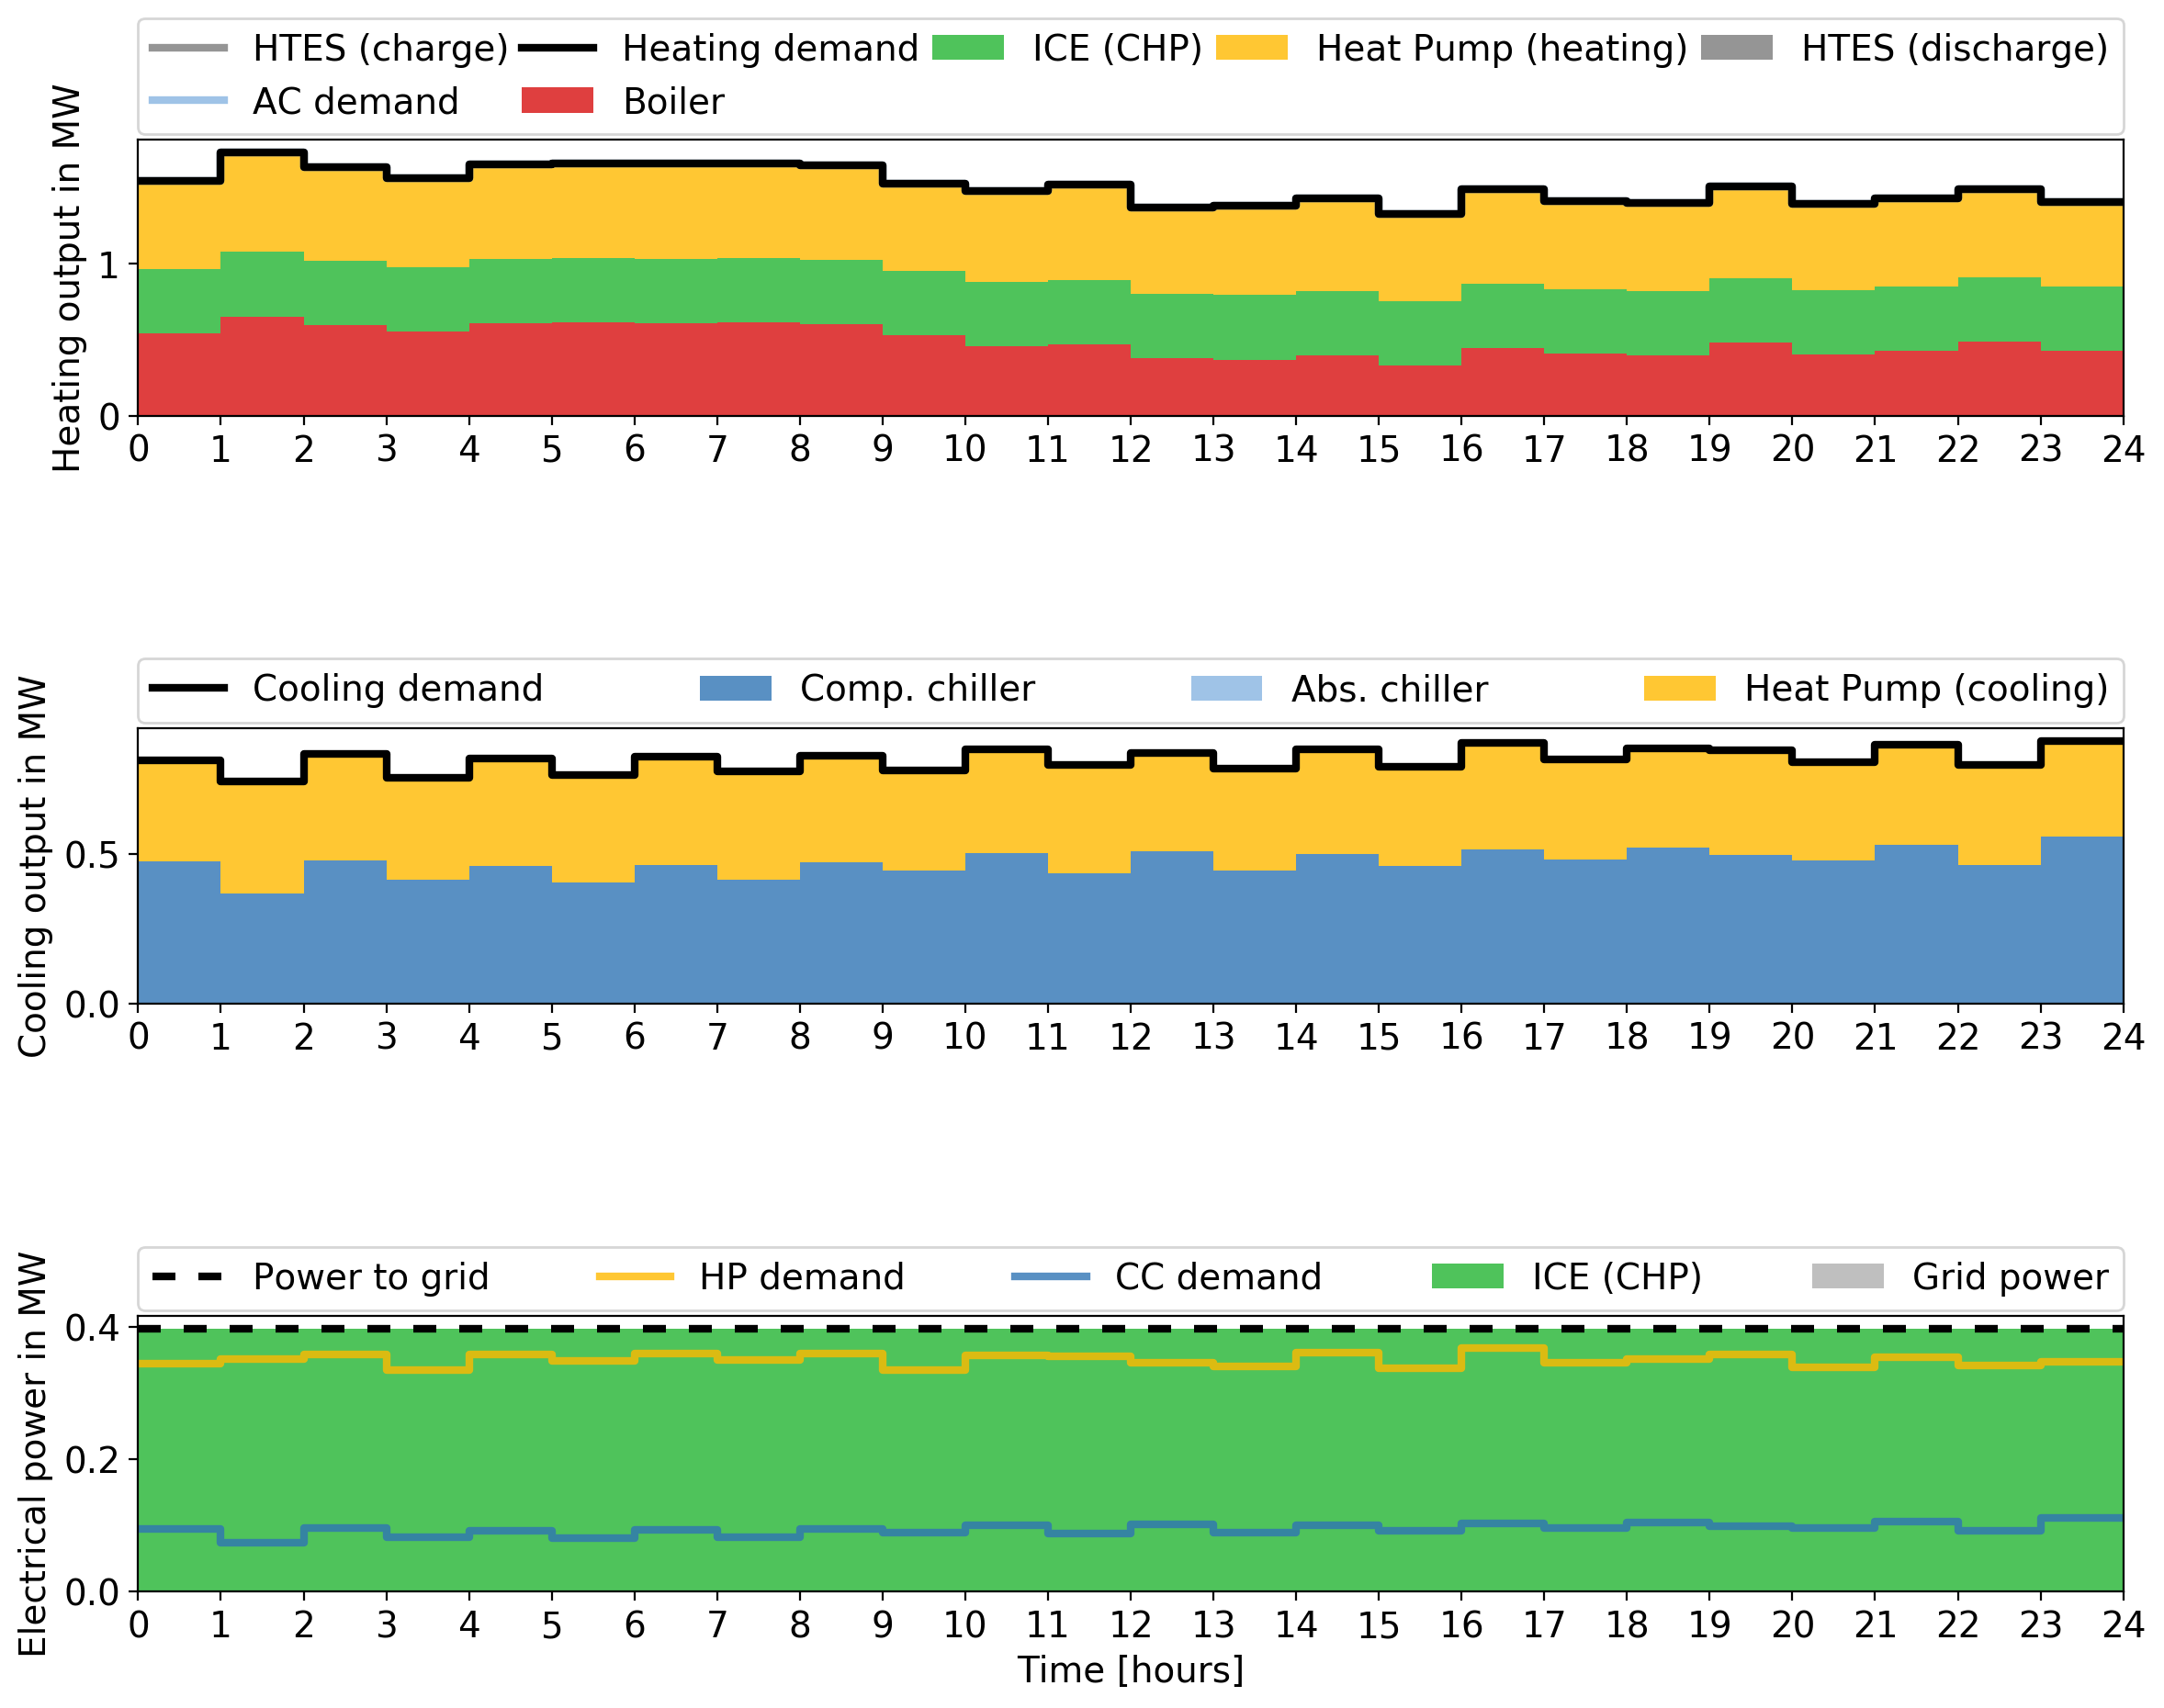 HTES (charge) Heating demand ICE (CHP) Heat Pump (heating) HTES (discharge)
AC demand Boiler
Heating output in MW
1
0
0 1 2 3 4 5 6 7 8 9 10 11 12 13 14 15 16 17 18 19 20 21 22 23 24
Cooling demand Comp. chiller Abs. chiller Heat Pump (cooling)
Cooling output in MW
0.5
0.0
0 1 2 3 4 5 6 7 8 9 10 11 12 13 14 15 16 17 18 19 20 21 22 23 24
Power to grid HP demand CC demand ICE (CHP) Grid power
Electrical power in MW
0.4
0.2
0.0
0 1 2 3 4 5 6 7 8 9 10 11 12 13 14 15 16 17 18 19 20 21 22 23 24
Time [hours]